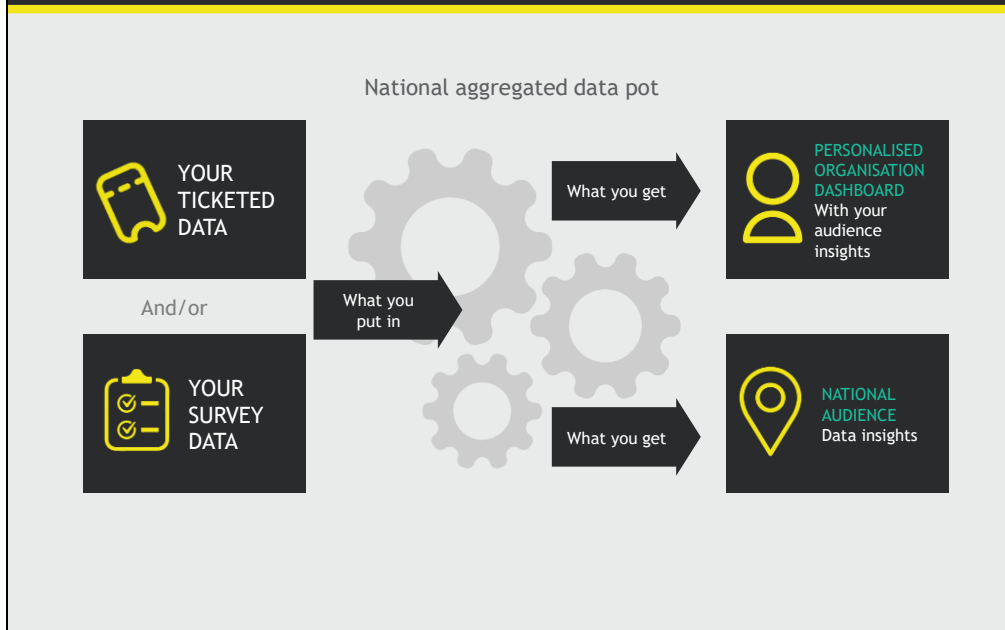 National aggregated data pot
YOUR
TICKETED
DATA
And/or
YOUR
SURVEY
DATA
What you
put in
What you get
PERSONALISED
ORGANISATION
DASHBOARD
With your
audience
insights
What you get
NATIONAL
AUDIENCE
Data insights